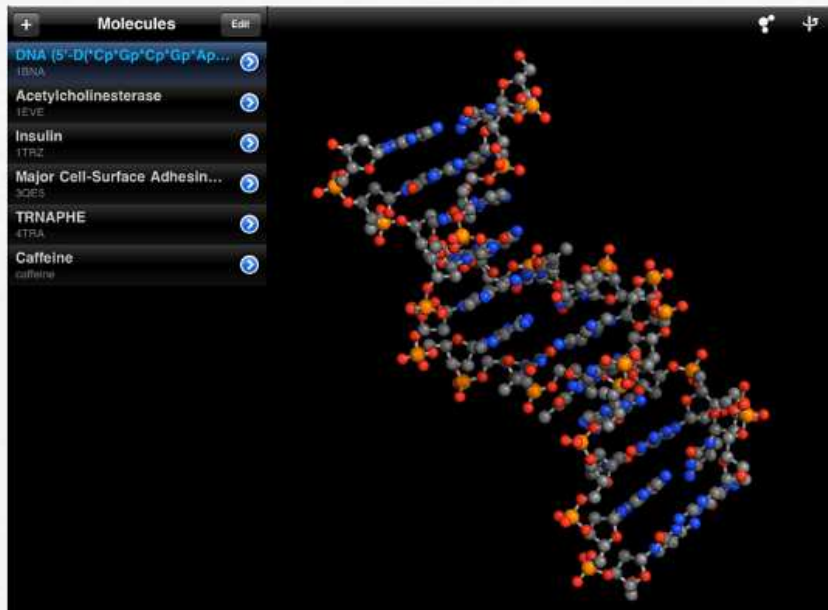 + Molecules Edit
DNA (5'-D(*Cp*Gp*Cp*Gp*Ap...
1BNA
Acetylcholinesterase
1EVE
Insulin
1TRZ
Major Cell-Surface Adhesin...
3QE5
TRNAPHE
4TRA
Caffeine
caffeine